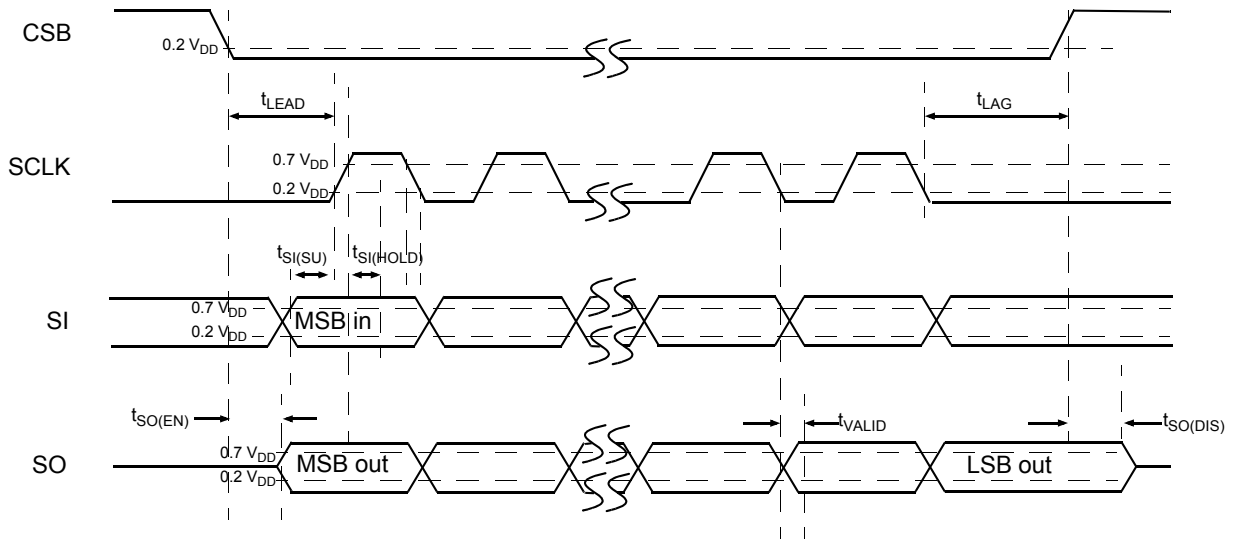 CSB
0.2 VDD
tLEAD
tLAG
SCLK
0.7 VDD
0.2 VDD
tSI(SU)
tSI(HOLD)
SI
0.7 VDD
0.2 VDD
MSB in
tSO(EN)
tVALID
tSO(DIS)
SO
0.7 VDD
0.2 VDD
MSB out
LSB out